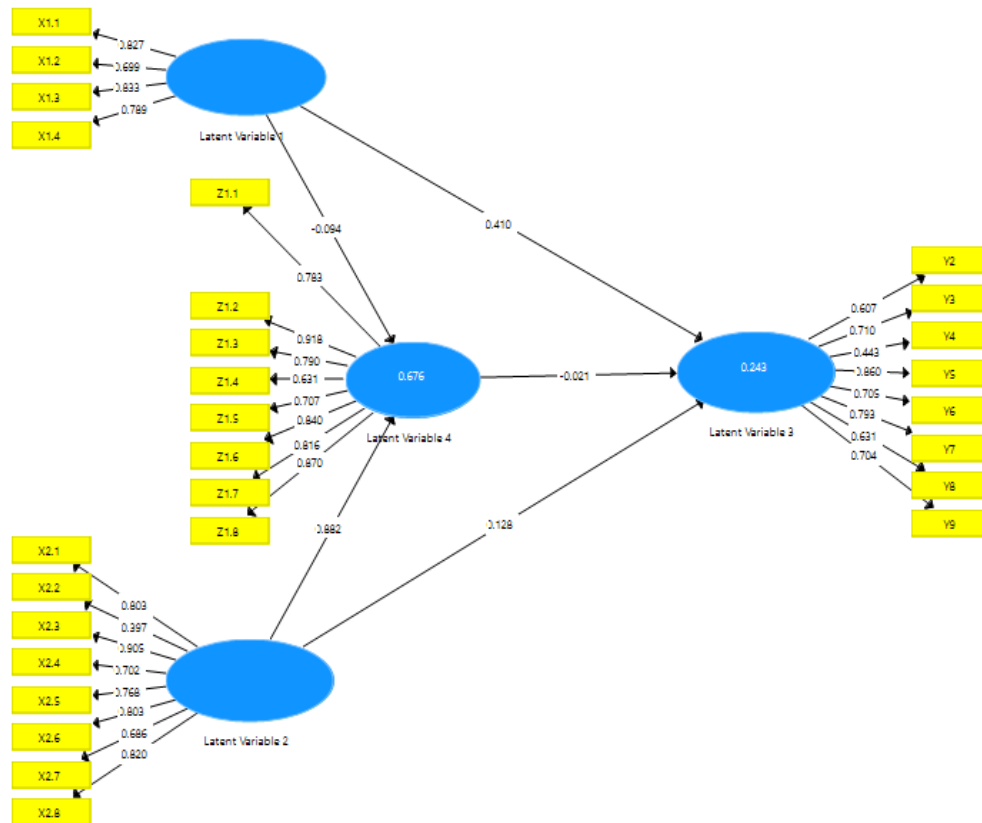 X1.1
0.827
X1.2
0.699
X1.3
0.833
X1.4
0.789
Latent Variable 1
Z1.1
-0.094
0.410
0.783
Z1.2
0.918
Z1.3
0.790
Z1.4
0.631
Z1.5
0.707
Z1.6
0.840
Z1.7
0.816
Z1.8
0.870
0.676
Latent Variable 4
-0.021
0.243
Latent Variable 3
Y2
0.607
Y3
0.710
Y4
0.443
Y5
0.860
Y6
0.705
Y7
0.793
Y8
0.631
Y9
0.704
0.882
0.128
X2.1
0.803
X2.2
0.397
X2.3
0.905
X2.4
0.702
X2.5
0.768
X2.6
0.803
X2.7
0.686
X2.8
0.820
Latent Variable 2